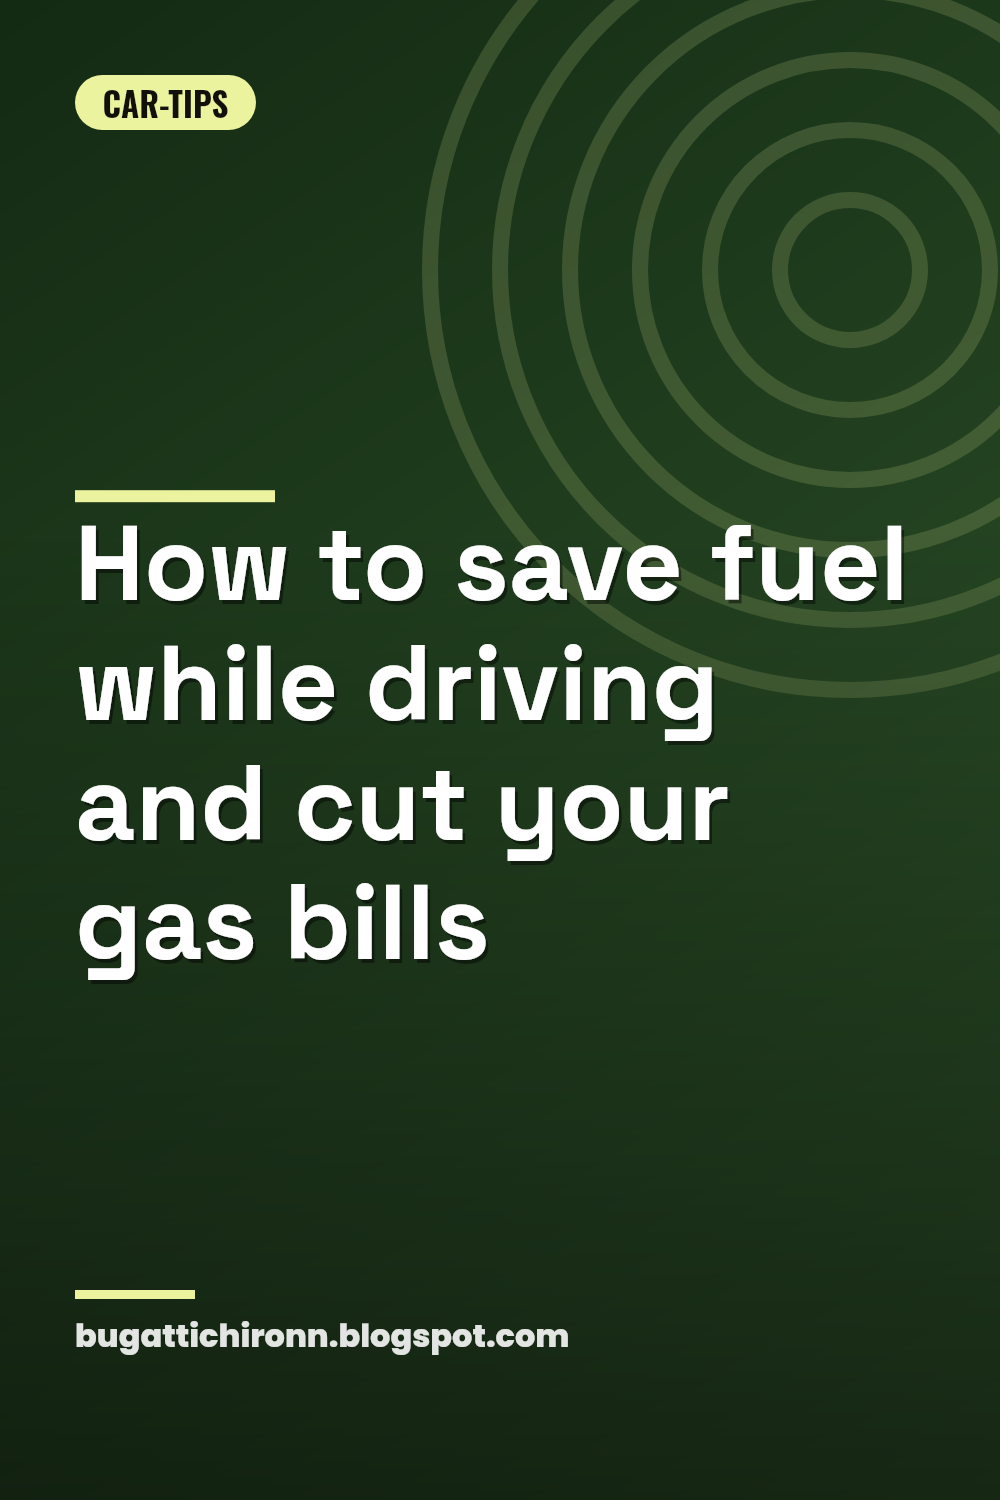 CAR-TIPS
How to save fuel
while driving
and cut your
gas bills
bugattichironn.blogspot.com